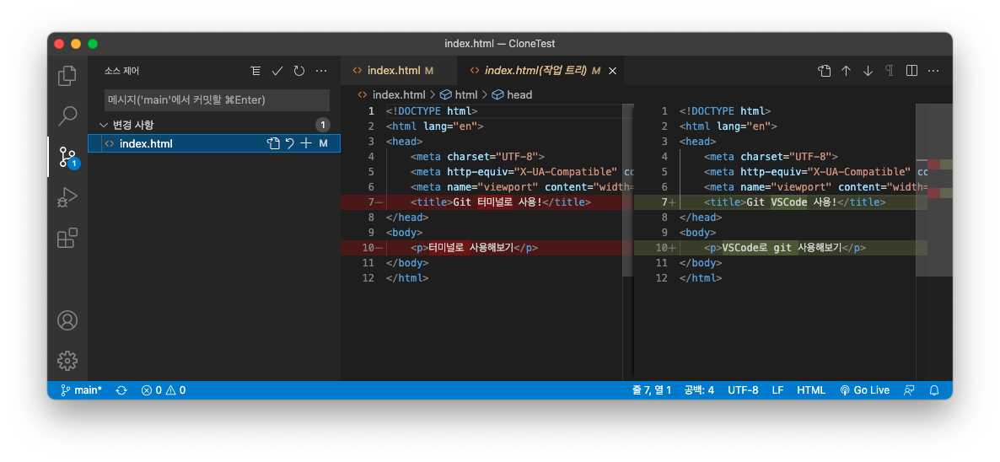 index.html — CloneTest
소스 제어
메시지('main'에서 커밋할 ⌘Enter)
변경 사항 1
index.html M
1
index.html M
index.html(작업 트리) M
index.html > html > head
1 <!DOCTYPE html>
2 <html lang="en">
3 <head>
4 <meta charset="UTF-8">
5 <meta http-equiv="X-UA-Compatible" co
6 <meta name="viewport" content="width=
7— <title>Git 터미널로 사용!</title>
8 </head>
9 <body>
10— <p>터미널로 사용해보기</p>
11 </body>
12 </html>
1 <!DOCTYPE html>
2 <html lang="en">
3 <head>
4 <meta charset="UTF-8">
5 <meta http-equiv="X-UA-Compatible" co
6 <meta name="viewport" content="width=
7+ <title>Git VSCode 사용!</title>
8 </head>
9 <body>
10+ <p>VSCode로 git 사용해보기</p>
11 </body>
12 </html>
main* 0 0 줄 7, 열 1 공백: 4 UTF-8 LF HTML Go Live